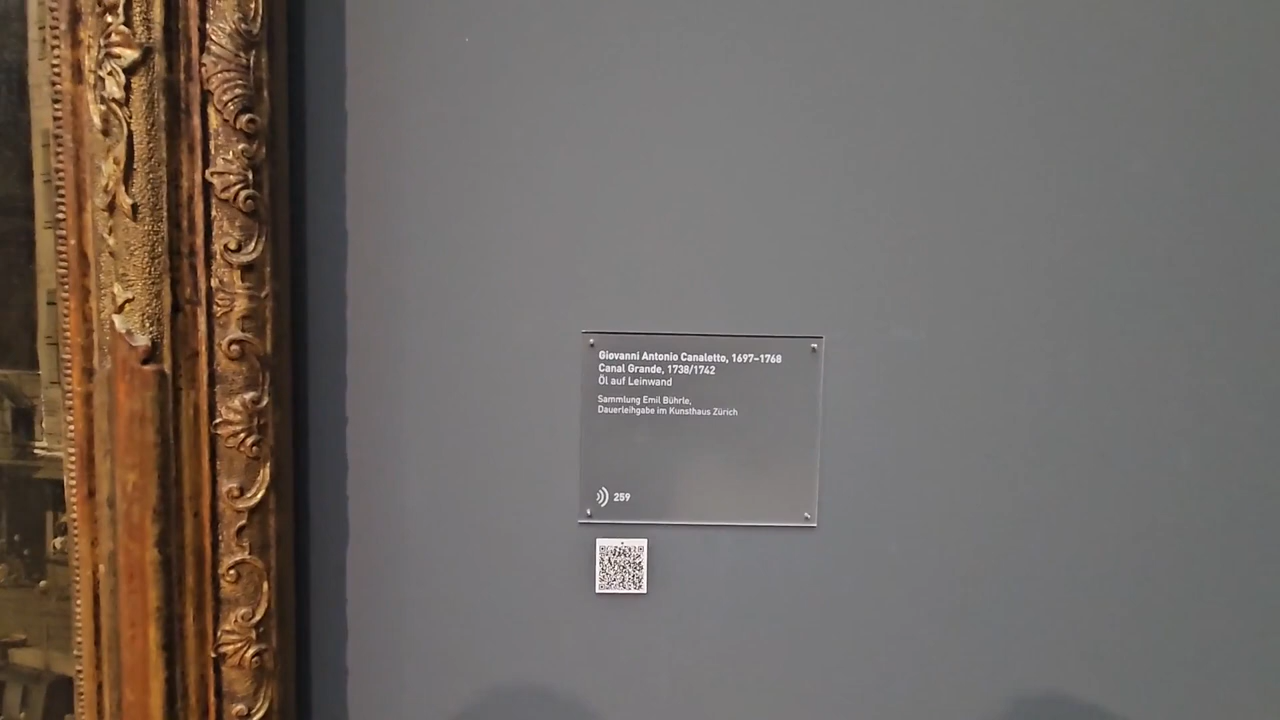 Giovanni Antonio Canaletto, 1697–1768
Canal Grande, 1738/1742
Öl auf Leinwand
Sammlung Emil Bührle,
Dauerleihgabe im Kunsthaus Zürich
259